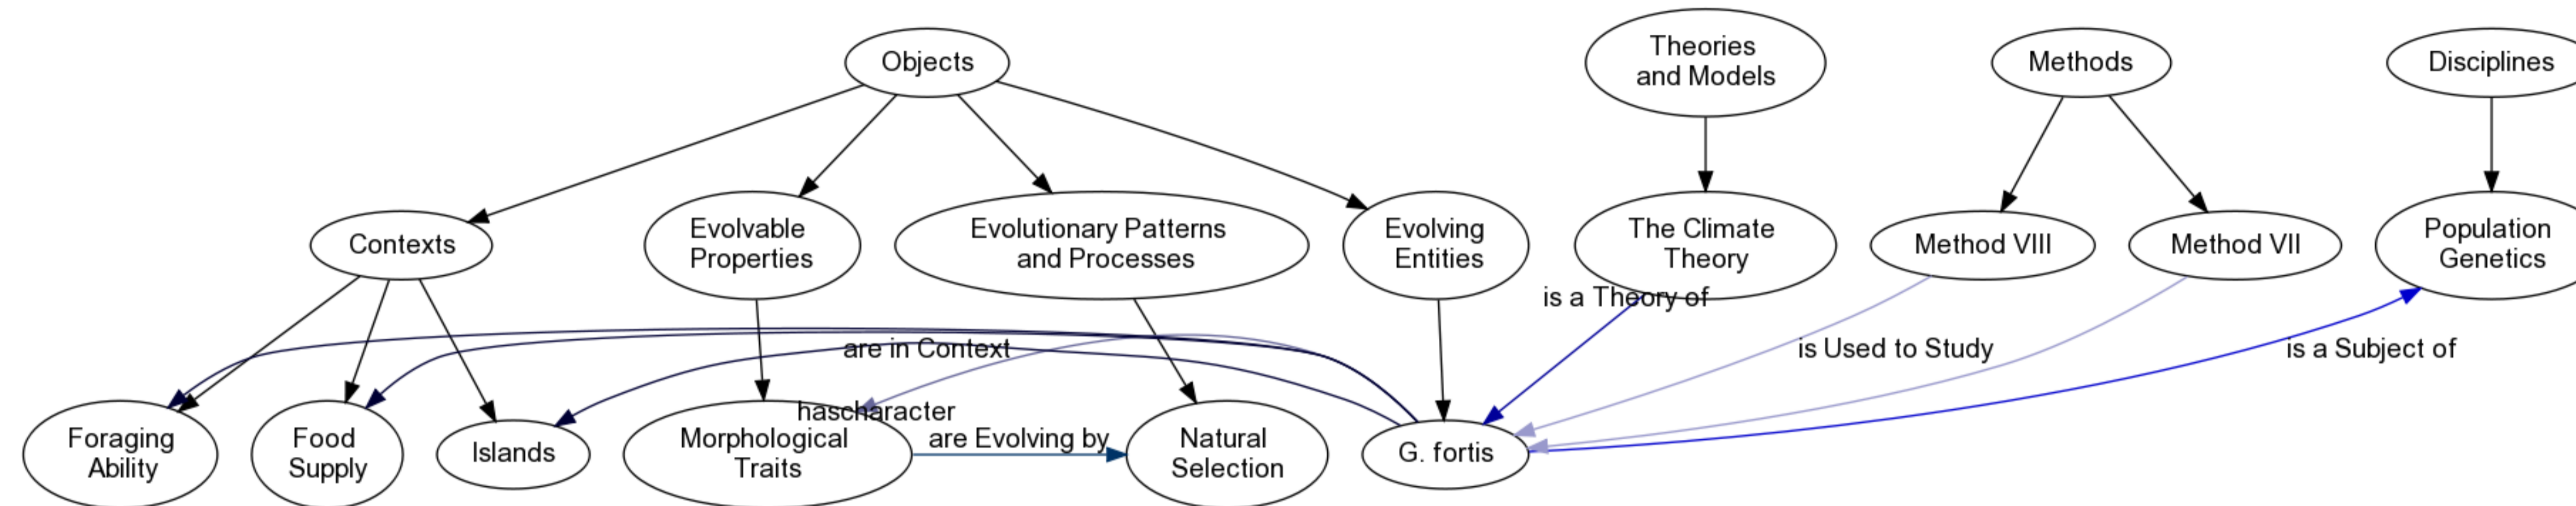 Objects
Theories
and Models
Methods
Disciplines
Contexts
Evolvable
Properties
Evolutionary Patterns
and Processes
Evolving
Entities
The Climate
Theory
Method VIII
Method VII
Population
Genetics
is a Theory of
are in Context
is Used to Study
is a Subject of
hascharacter
are Evolving by
Foraging
Ability
Food
Supply
Islands
Morphological
Traits
Natural
Selection
G. fortis